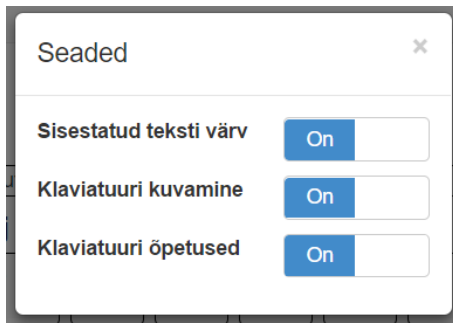 Seaded ×
Sisestatud teksti värv On
Klaviatuuri kuvamine On
Klaviatuuri õpetused On